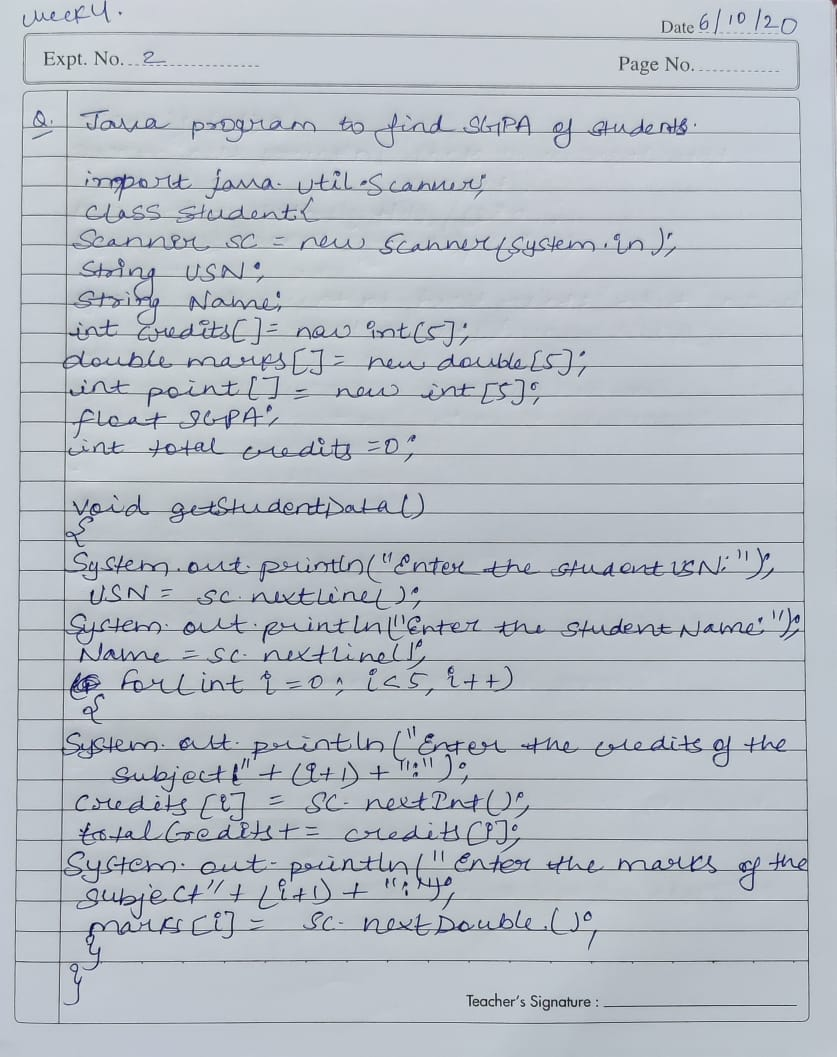 week 4.
Date 6/10/20
Expt. No. 2
Page No.
Q. Java program to find SGPA of students.
import java.util.Scanner;
class Student{
Scanner sc = new Scanner(System.in);
String USN;
String Name;
int credits[] = new int[5];
double marks[] = new double[5];
int point[] = new int[5];
float SGPA;
int total credits =0;
void getStudentData()
{
System.out.println("Enter the student USN:");
USN = sc.nextLine();
System.out.println("Enter the Student Name:");
Name = sc.nextLine();
for(int i=0; i<5, i++)
{
System.out.println("Enter the credits of the
subject" + (i+1) + ":");
Credits [i] = sc.nextInt();
totalCredits += credits[i];
System.out.println("Enter the marks of the
subject" + (i+1) + ":");
marks[i] = sc.nextDouble.();
}
}
Teacher's Signature :